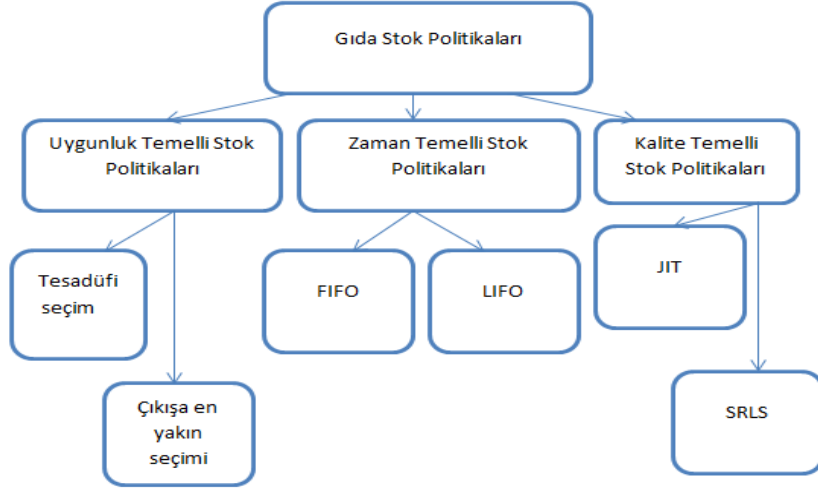 Gıda Stok Politikaları
Uygunluk Temelli Stok
Politikaları
Zaman Temelli Stok
Politikaları
Kalite Temelli
Stok Politikaları
Tesadüfi
seçim
FIFO
LIFO
JIT
Çıkışa en
yakın
seçimi
SRLS